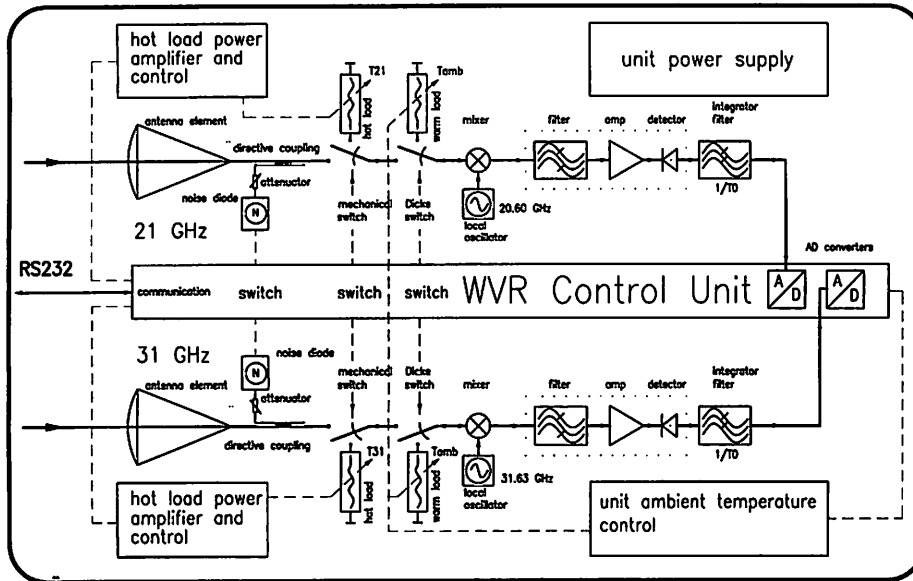 hot load power
amplifier and
control
T21
hot load
Tamb
warm load
unit power supply
antenna element
directive coupling
attenuator
noise diode
N
21 GHz
mechanical
switch
Dicke
switch
mixer
local
oscillator
20.60 GHz
filter
amp
detector
integrator
filter
1/T0
AD converters
RS232
communication
switch
switch
switch
WVR Control Unit
A
D
A
D
31 GHz
antenna element
noise diode
N
attenuator
directive coupling
mechanical
switch
Dicke
switch
mixer
local
oscillator
31.63 GHz
filter
amp
detector
integrator
filter
1/T0
T31
hot load
Tamb
warm load
hot load power
amplifier and
control
unit ambient temperature
control